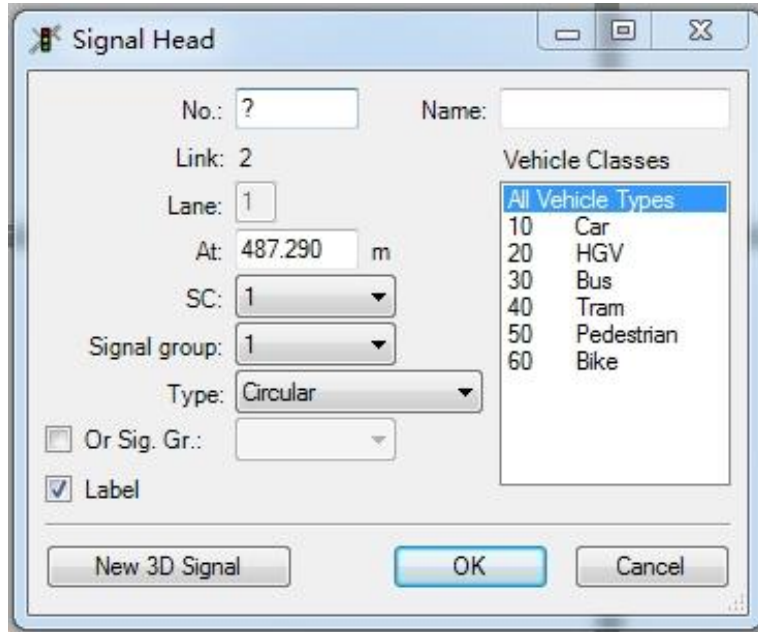 Signal Head
No.: ? Name:
Link: 2 Vehicle Classes
Lane: 1 All Vehicle Types
10 Car
At: 487.290 m 20 HGV
30 Bus
SC: 1 40 Tram
50 Pedestrian
Signal group: 1 60 Bike
Type: Circular
Or Sig. Gr.:
Label
New 3D Signal OK Cancel